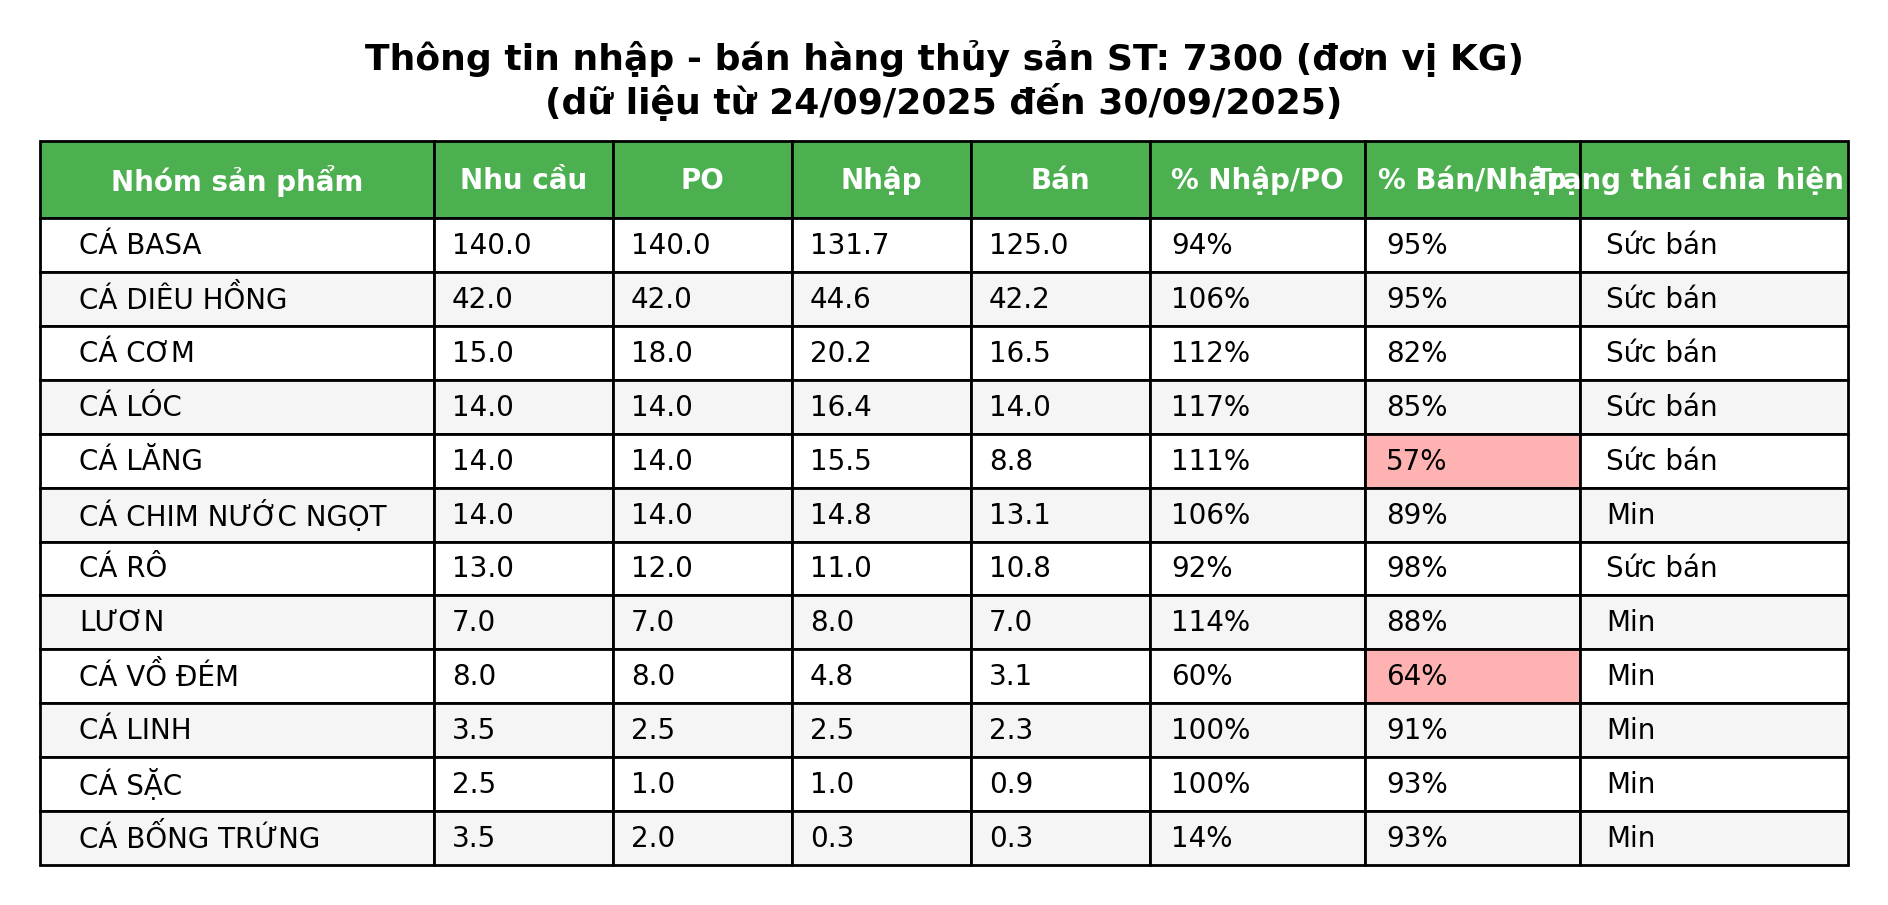 Thông tin nhập - bán hàng thủy sản ST: 7300 (đơn vị KG)
(dữ liệu từ 24/09/2025 đến 30/09/2025)
Nhóm sản phẩm Nhu cầu PO Nhập Bán % Nhập/PO % Bán/Nhập Trạng thái chia hiện
CÁ BASA 140.0 140.0 131.7 125.0 94% 95% Sức bán
CÁ DIÊU HỒNG 42.0 42.0 44.6 42.2 106% 95% Sức bán
CÁ CƠM 15.0 18.0 20.2 16.5 112% 82% Sức bán
CÁ LÓC 14.0 14.0 16.4 14.0 117% 85% Sức bán
CÁ LĂNG 14.0 14.0 15.5 8.8 111% 57% Sức bán
CÁ CHIM NƯỚC NGỌT 14.0 14.0 14.8 13.1 106% 89% Min
CÁ RÔ 13.0 12.0 11.0 10.8 92% 98% Sức bán
LƯƠN 7.0 7.0 8.0 7.0 114% 88% Min
CÁ VỒ ĐÉM 8.0 8.0 4.8 3.1 60% 64% Min
CÁ LINH 3.5 2.5 2.5 2.3 100% 91% Min
CÁ SẶC 2.5 1.0 1.0 0.9 100% 93% Min
CÁ BỐNG TRỨNG 3.5 2.0 0.3 0.3 14% 93% Min